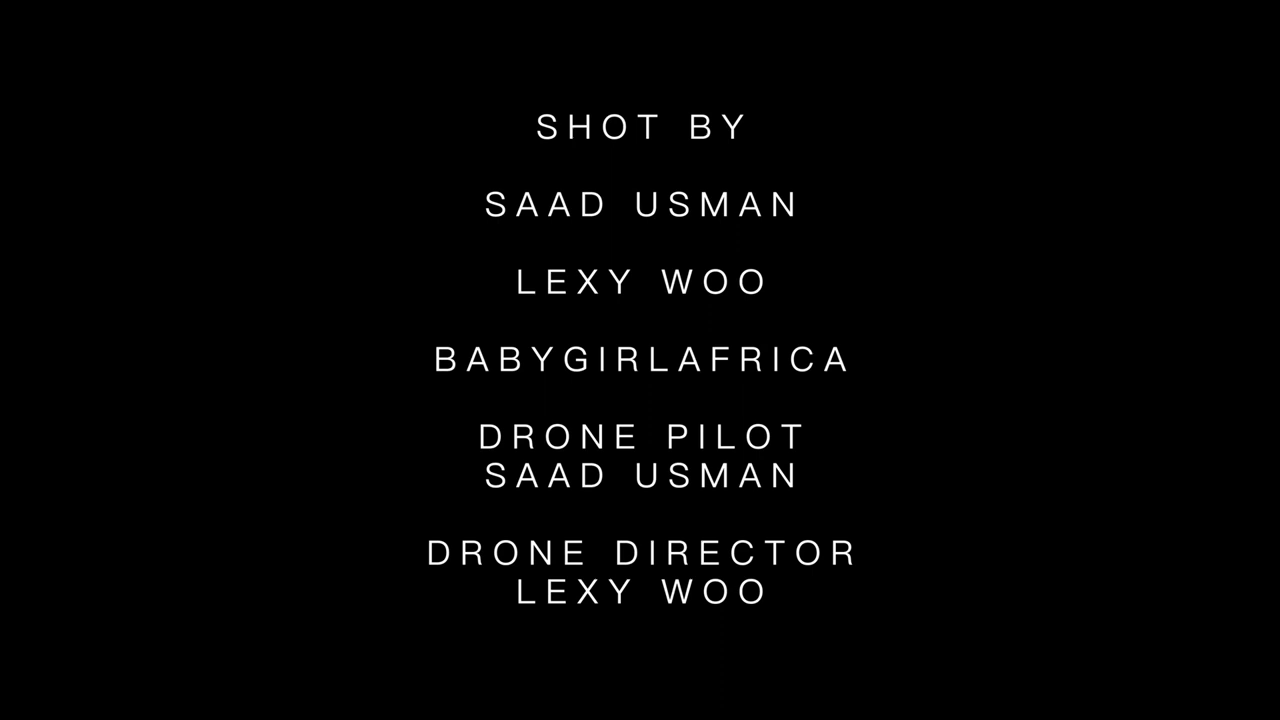 SHOT BY
SAAD USMAN
LEXY WOO
BABYGIRLAFRICA
DRONE PILOT
SAAD USMAN
DRONE DIRECTOR
LEXY WOO